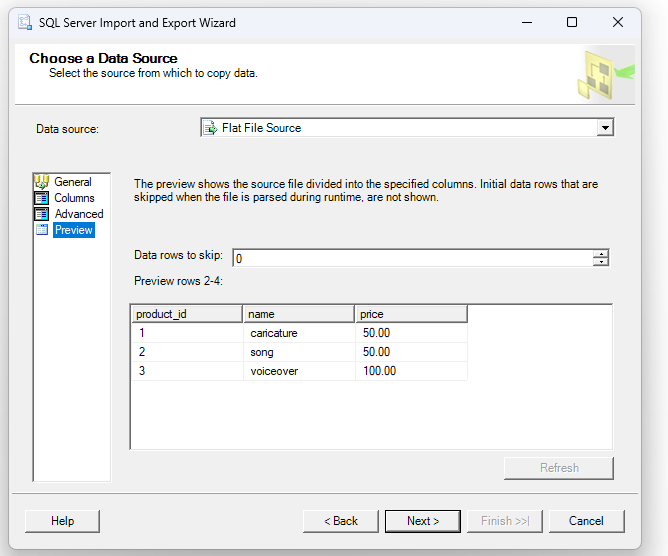 SQL Server Import and Export Wizard
Choose a Data Source
Select the source from which to copy data.
Data source:
Flat File Source
General
Columns
Advanced
Preview
The preview shows the source file divided into the specified columns. Initial data rows that are
skipped when the file is parsed during runtime, are not shown.
Data rows to skip:
0
Preview rows 2-4:
product_id name price
1 caricature 50.00
2 song 50.00
3 voiceover 100.00
Refresh
Help
< Back
Next >
Finish >>|
Cancel